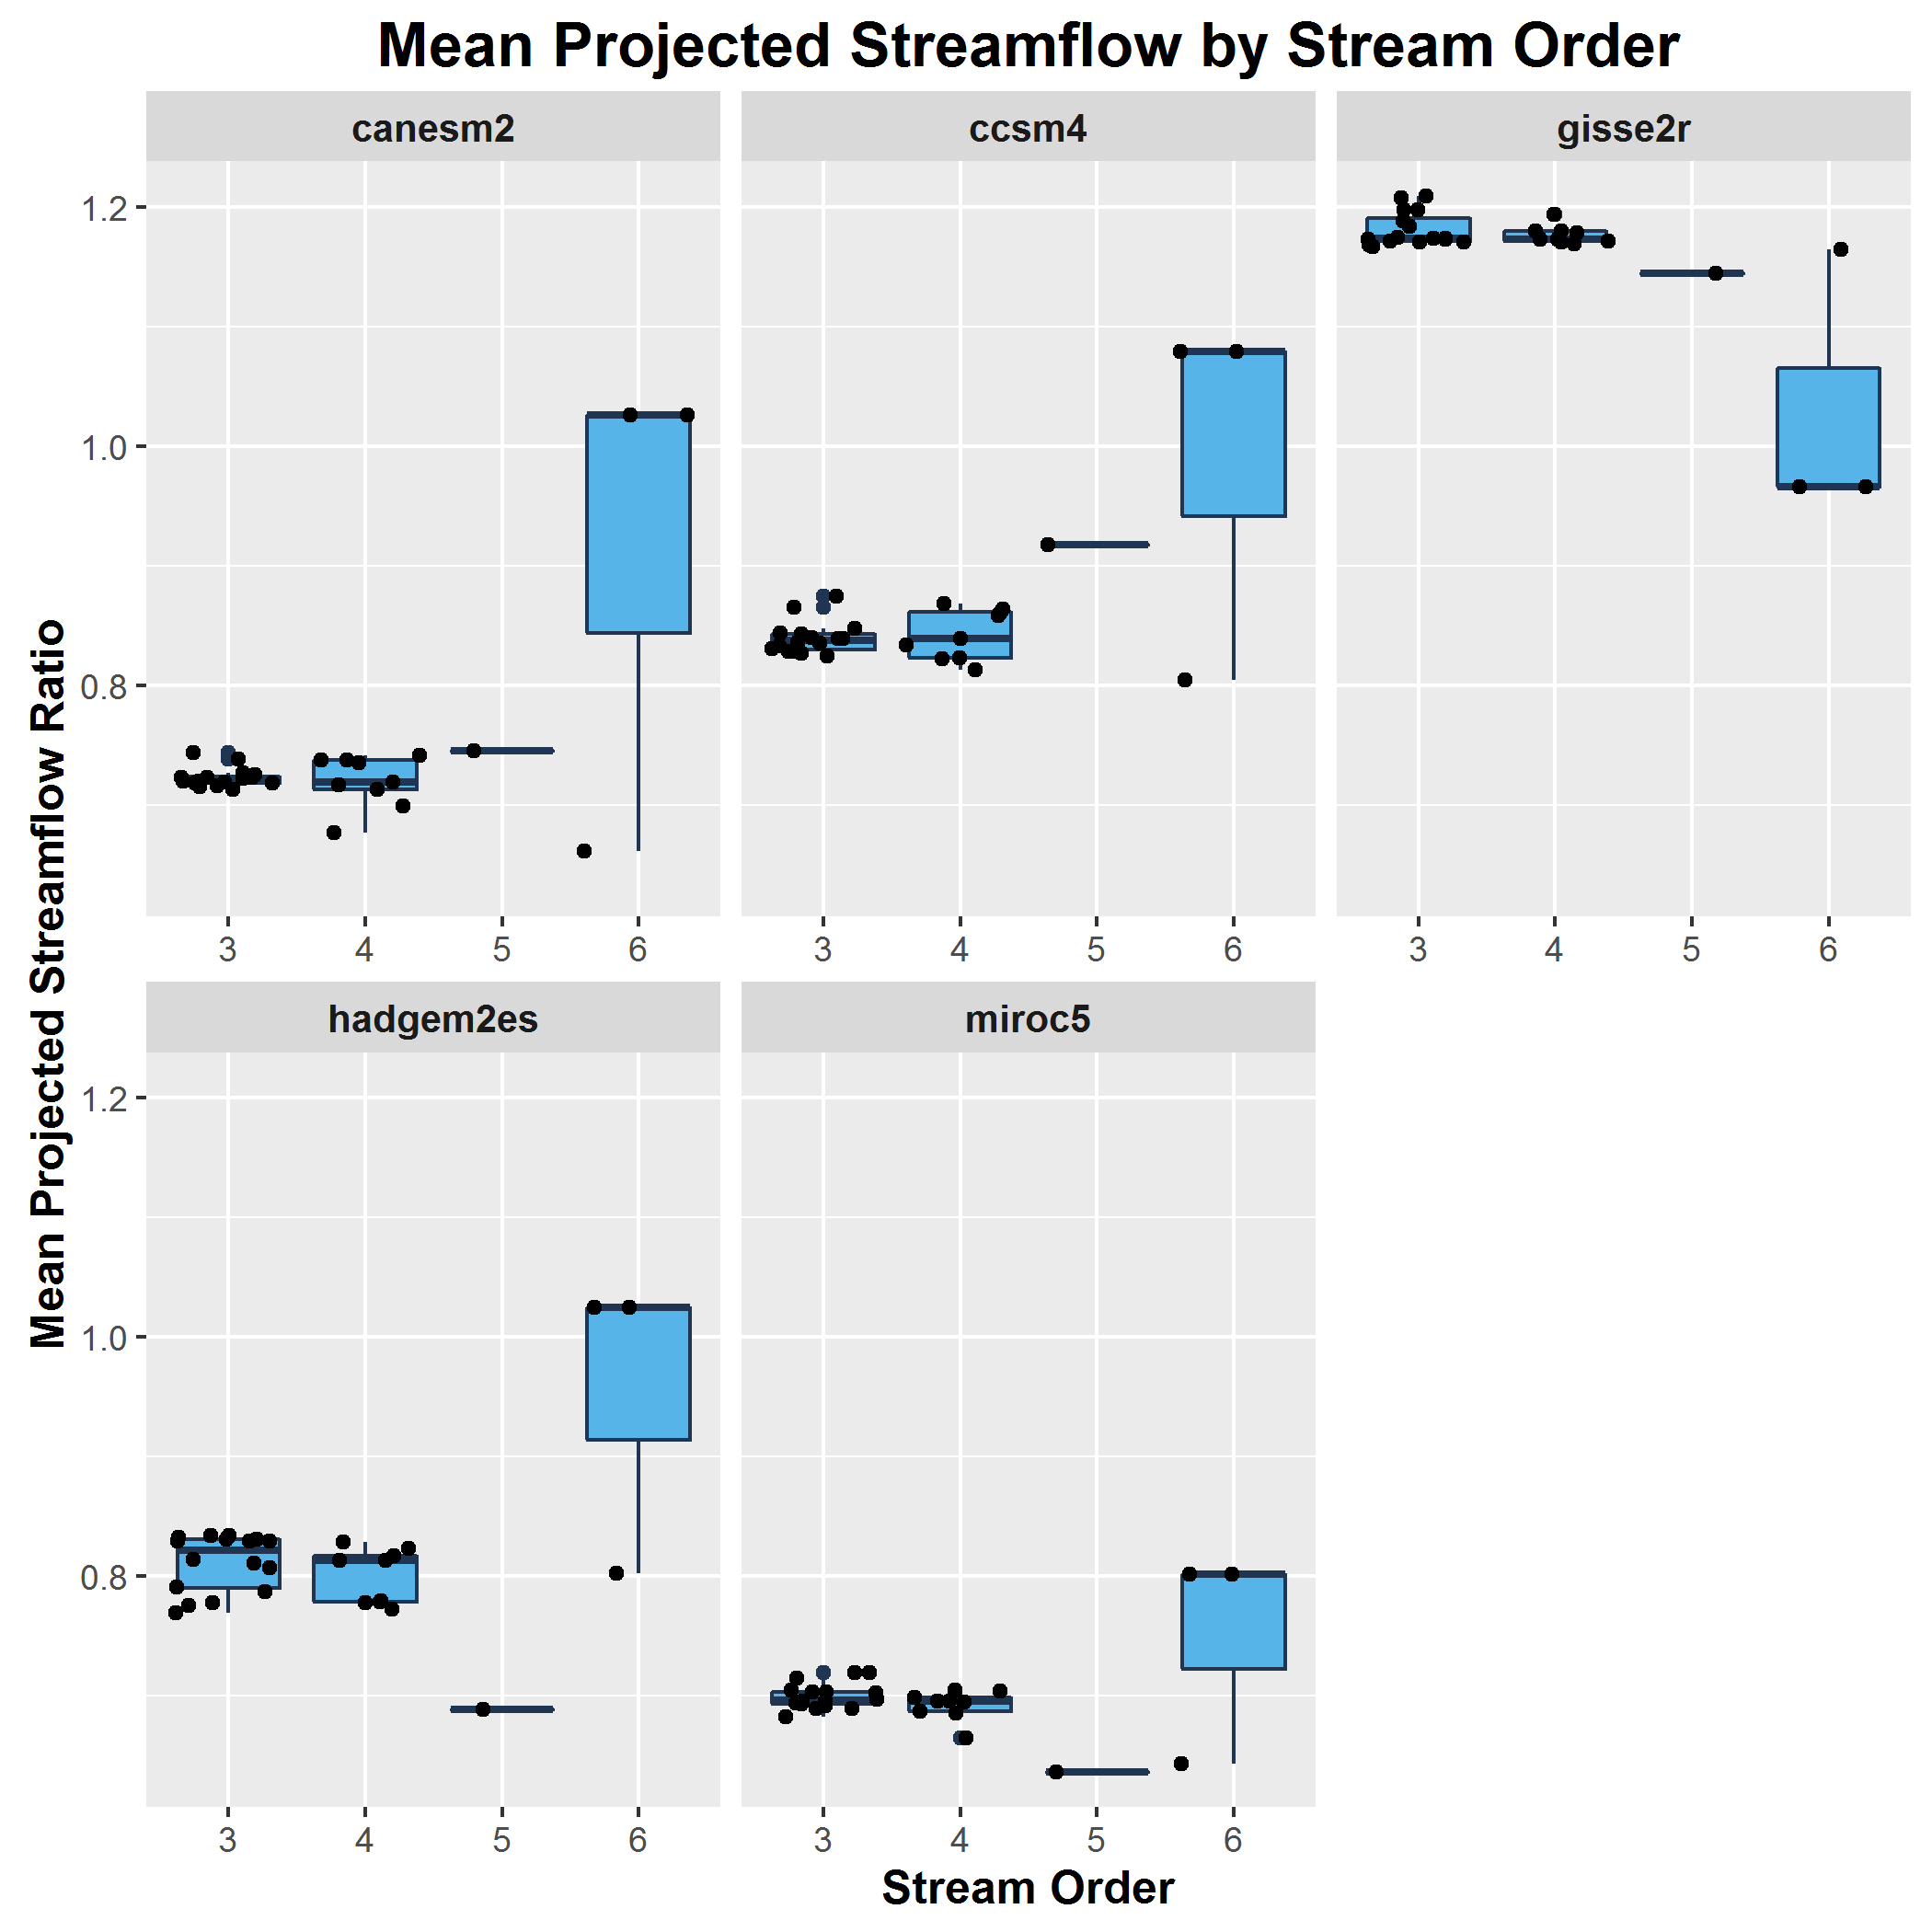 Mean Projected Streamflow by Stream Order
canesm2
ccsm4
gisse2r
1.2
1.0
0.8
3 4 5 6
3 4 5 6
3 4 5 6
Mean Projected Streamflow Ratio
hadgem2es
miroc5
1.2
1.0
0.8
3 4 5 6
3 4 5 6
Stream Order